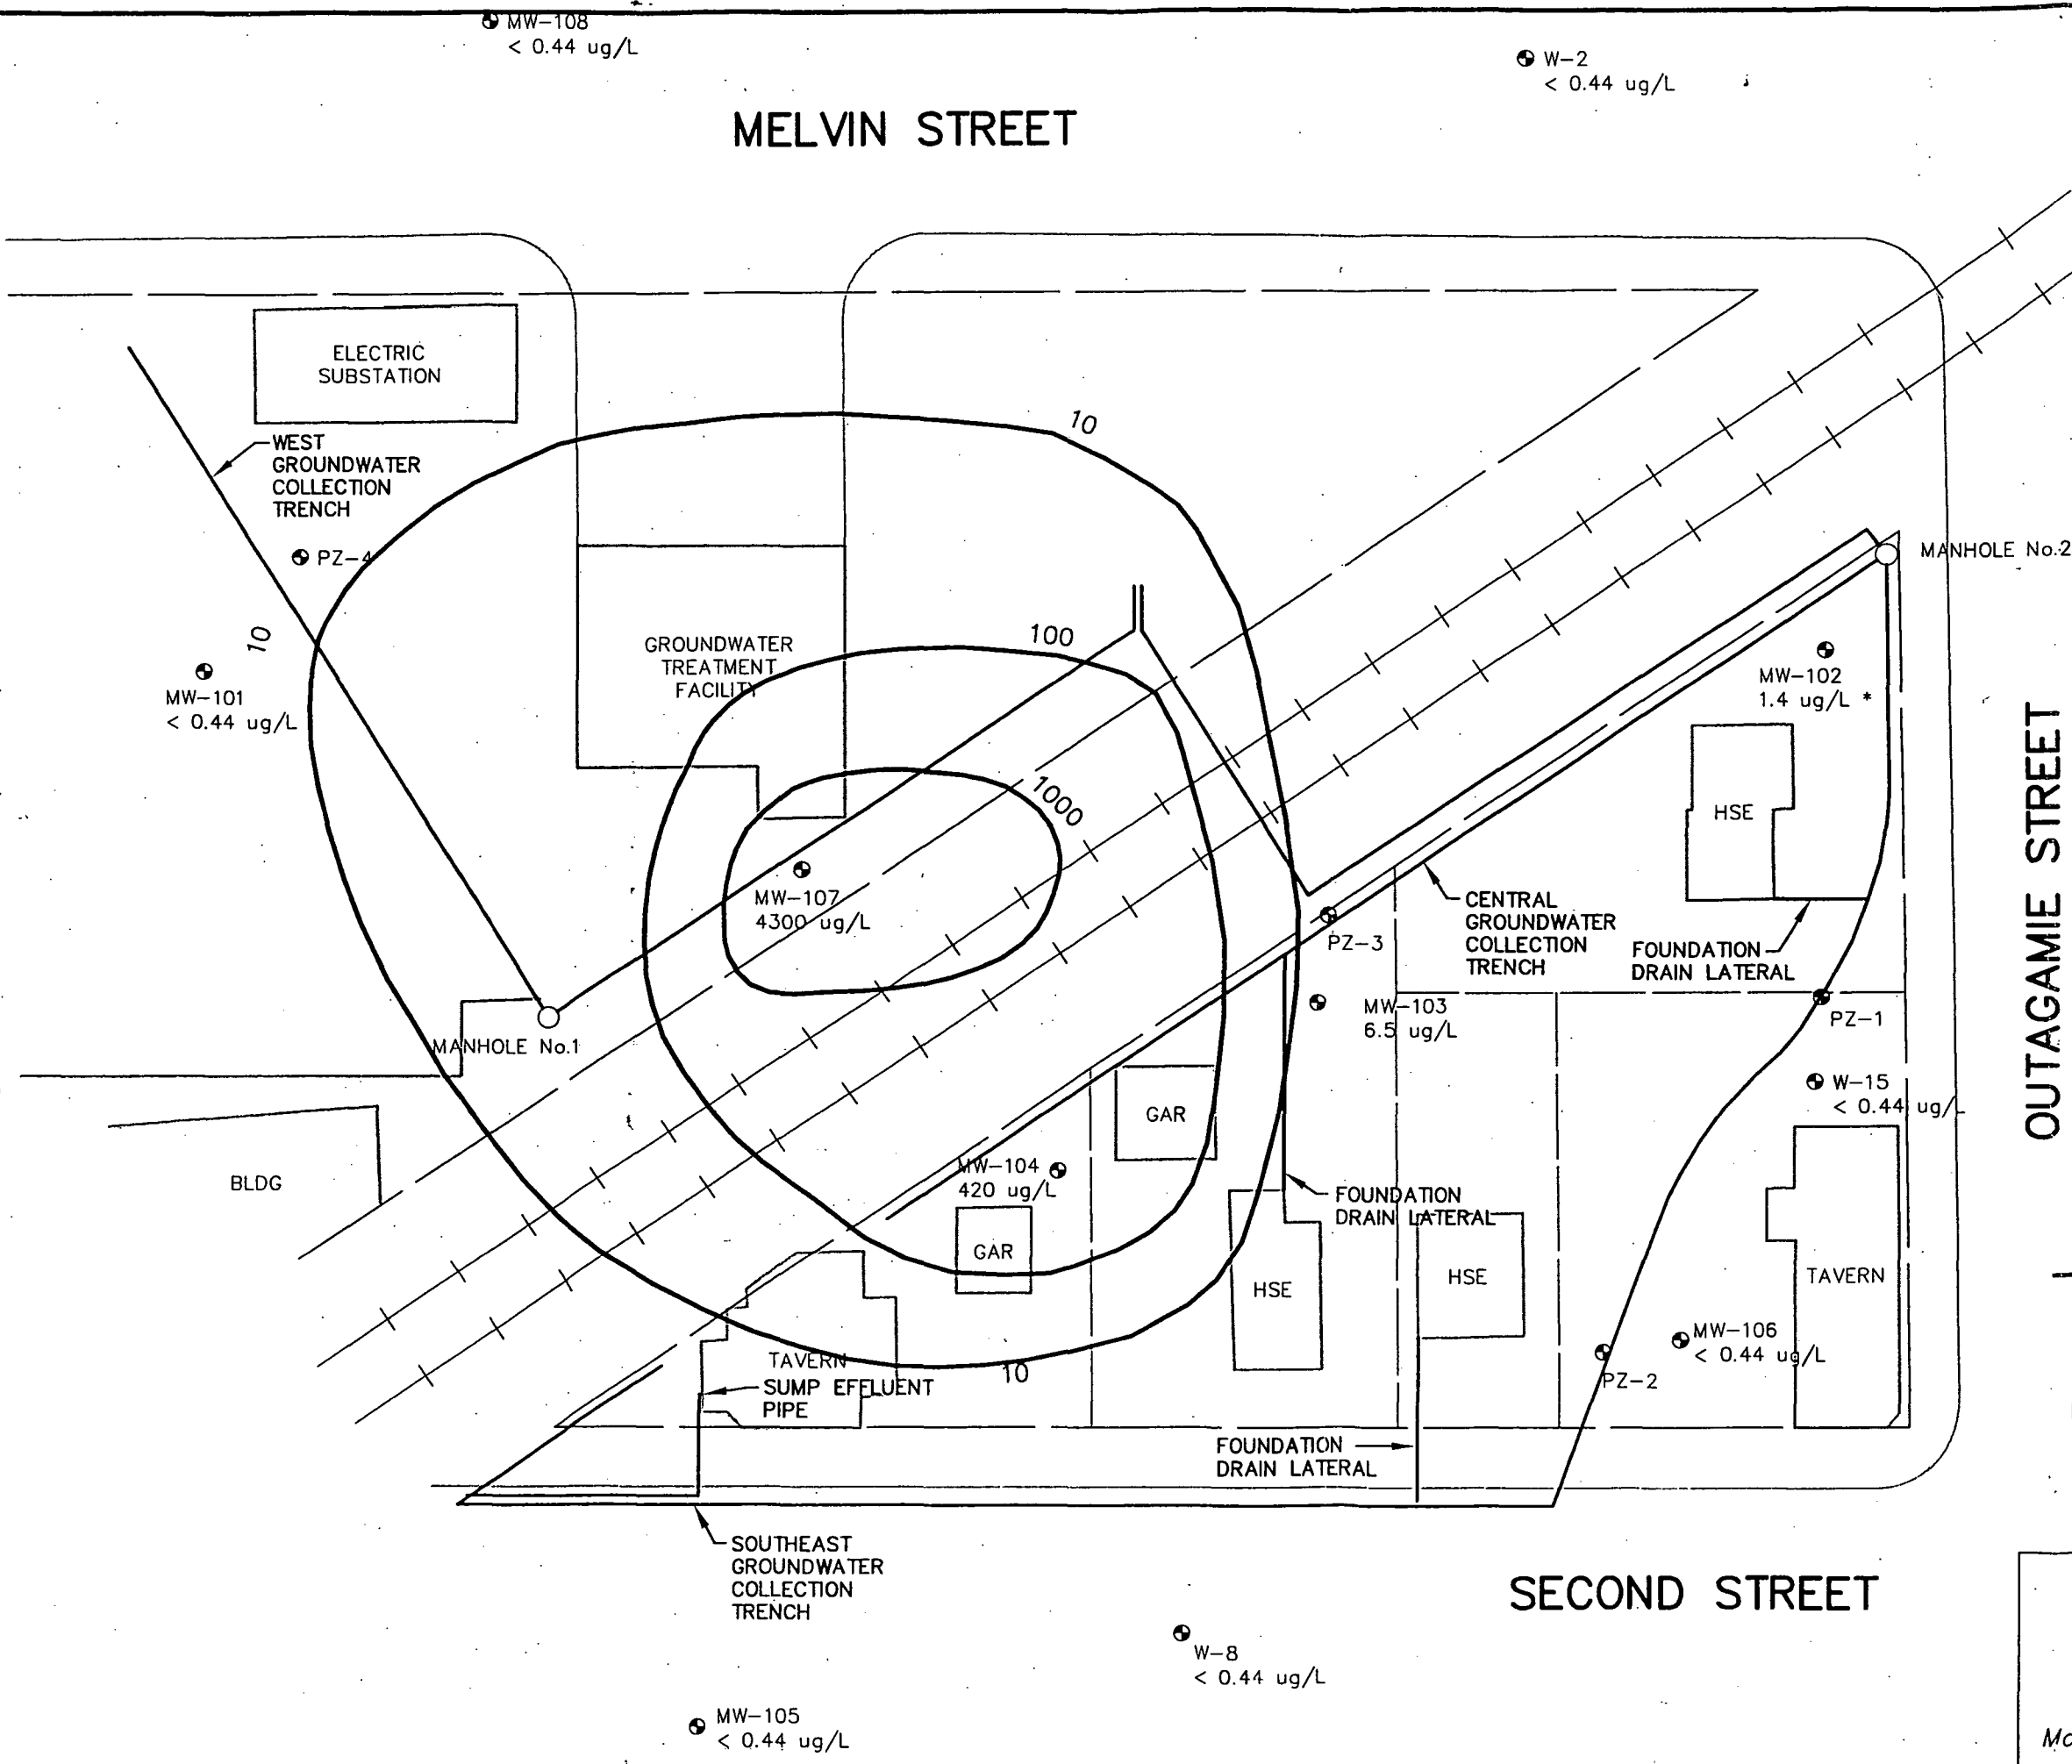 MW-108
< 0.44 ug/L
W-2
< 0.44 ug/L
MELVIN STREET
ELECTRIC
SUBSTATION
10
WEST
GROUNDWATER
COLLECTION
TRENCH
PZ-4
MANHOLE No.2
10
GROUNDWATER
TREATMENT
FACILITY
100
MW-101
< 0.44 ug/L
MW-102
1.4 ug/L *
1000
HSE
OUTAGAMIE STREET
MW-107
4300 ug/L
CENTRAL
GROUNDWATER
COLLECTION
TRENCH
PZ-3
FOUNDATION
DRAIN LATERAL
MW-103
6.5 ug/L
PZ-1
MANHOLE No.1
W-15
< 0.44 ug/L
GAR
BLDG
MW-104
420 ug/L
FOUNDATION
DRAIN LATERAL
GAR
HSE
HSE
TAVERN
MW-106
< 0.44 ug/L
PZ-2
TAVERN
10
SUMP EFFLUENT
PIPE
FOUNDATION
DRAIN LATERAL
SOUTHEAST
GROUNDWATER
COLLECTION
TRENCH
SECOND STREET
W-8
< 0.44 ug/L
MW-105
< 0.44 ug/L